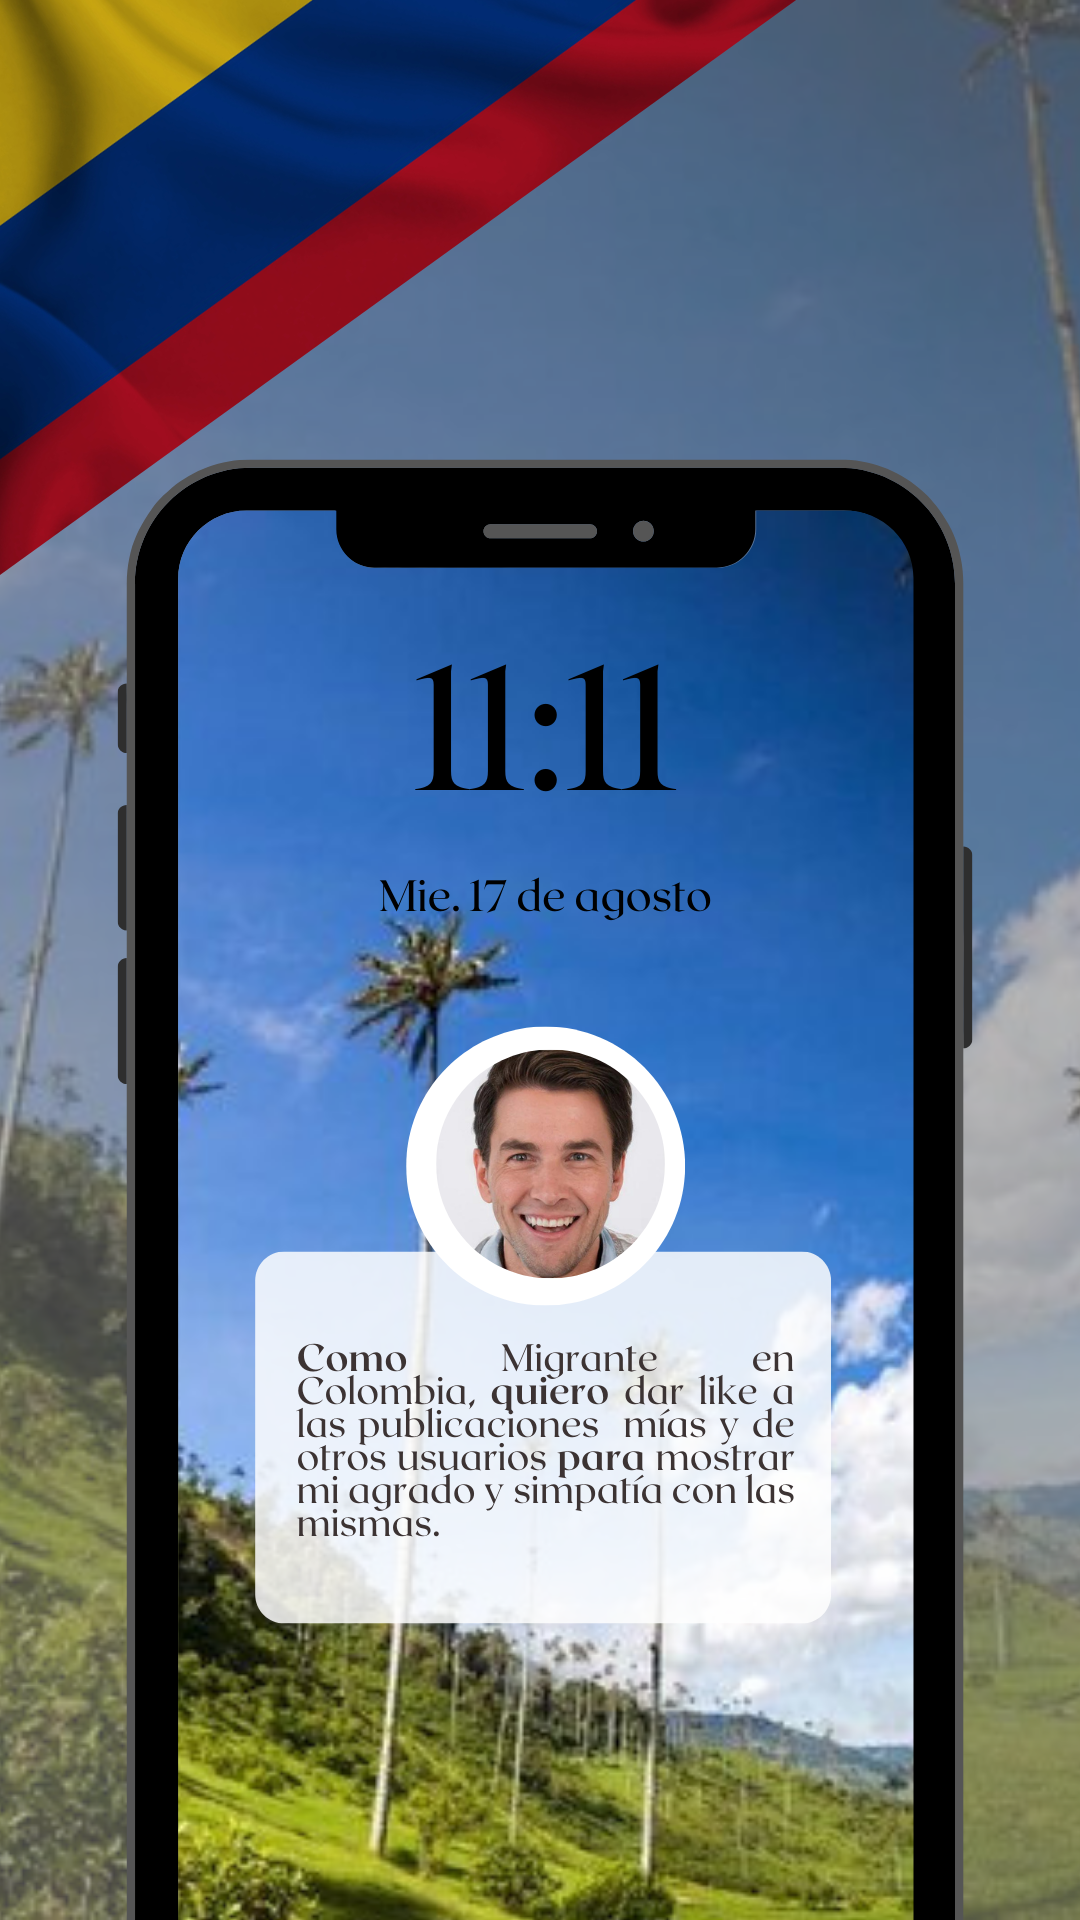 11:11
Mie. 17 de agosto
Como Migrante en
Colombia, quiero dar like a
las publicaciones mías y de
otros usuarios para mostrar
mi agrado y simpatía con las
mismas.